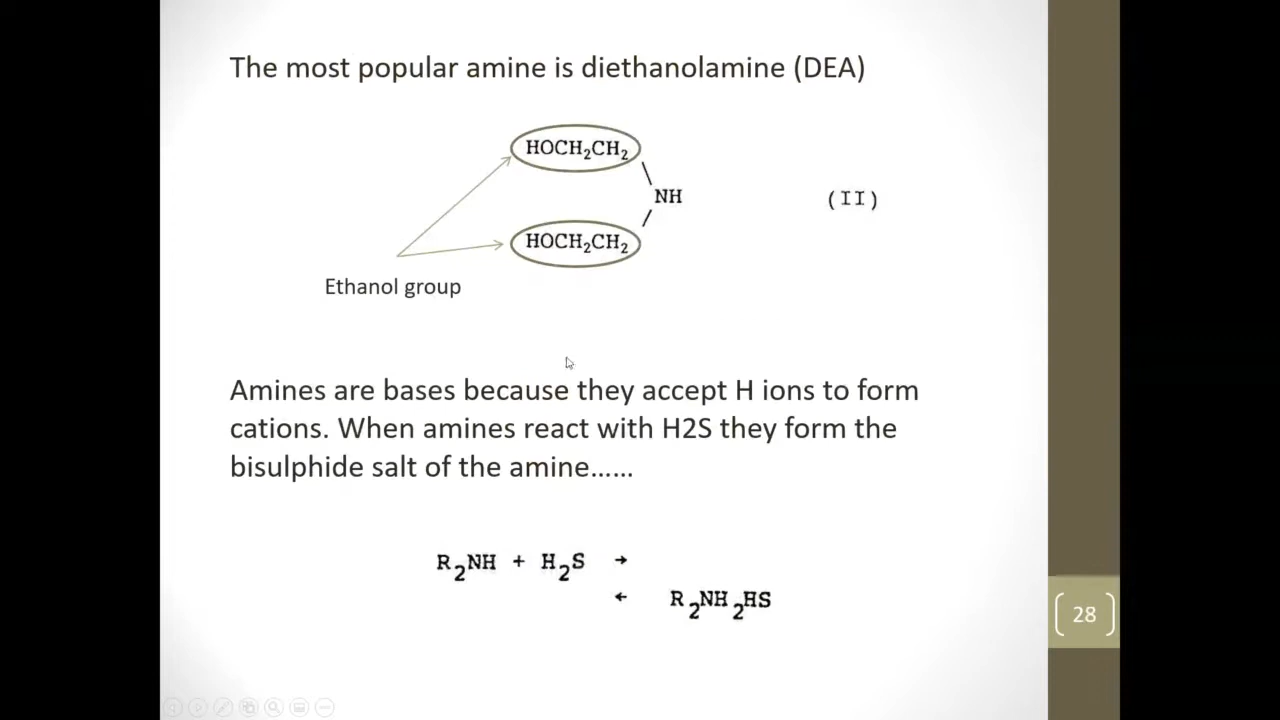 The most popular amine is diethanolamine (DEA)
HOCH₂CH₂
NH
(II)
HOCH₂CH₂
Ethanol group
Amines are bases because they accept H ions to form
cations. When amines react with H2S they form the
bisulphide salt of the amine......
R₂NH + H₂S →
← R₂NH₂HS
28